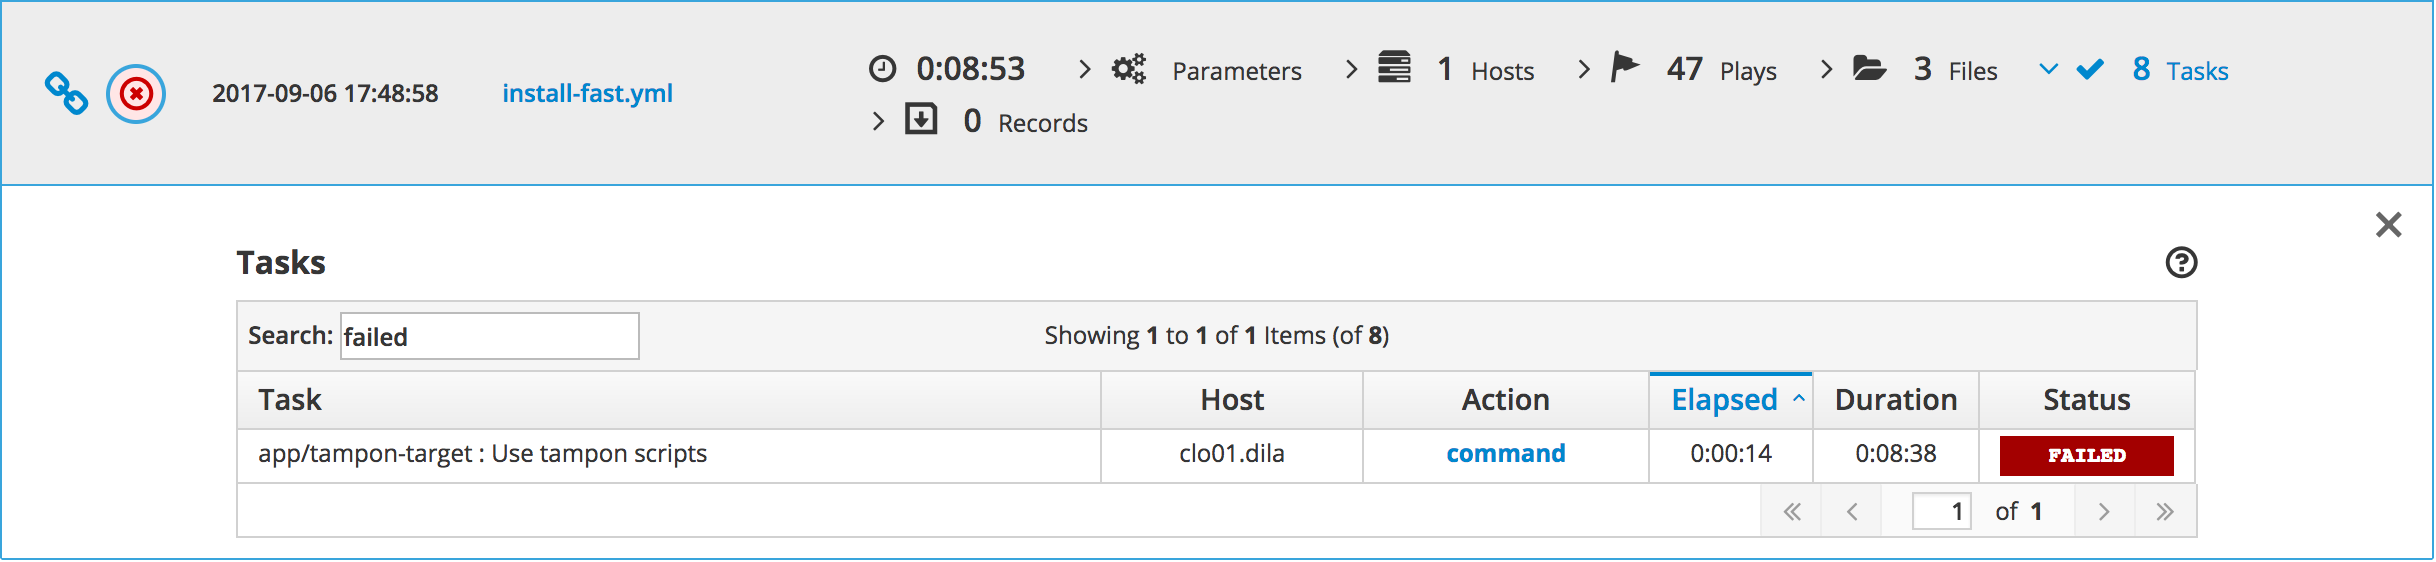 2017-09-06 17:48:58 install-fast.yml 0:08:53 Parameters 1 Hosts 47 Plays 3 Files 8 Tasks
0 Records
Tasks
Search: failed Showing 1 to 1 of 1 Items (of 8)
Task Host Action Elapsed Duration Status
app/tampon-target : Use tampon scripts clo01.dila command 0:00:14 0:08:38 FAILED
1 of 1